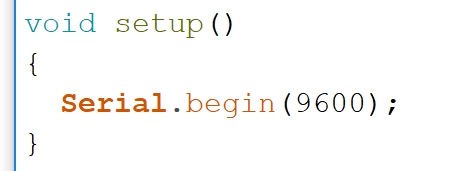 void setup()
{
  Serial.begin(9600);
}